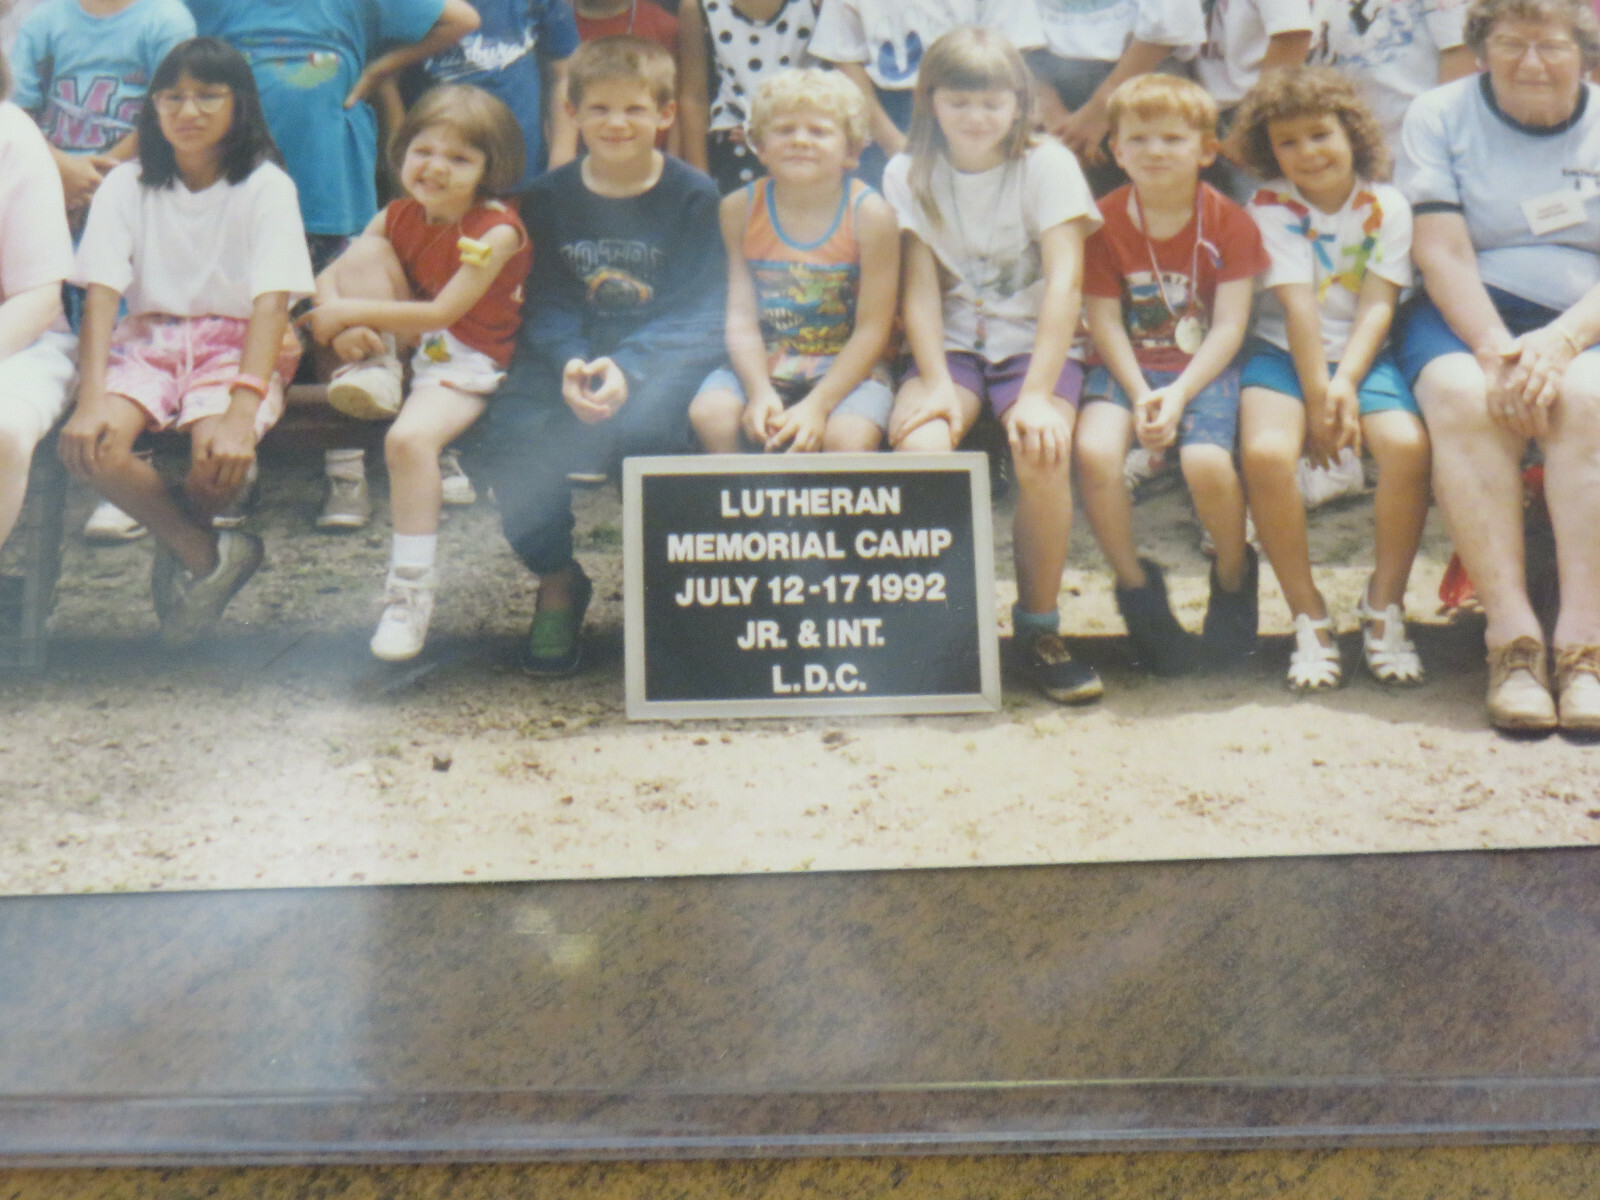 LUTHERAN
MEMORIAL CAMP
JULY 12-17 1992
JR. & INT.
L.D.C.